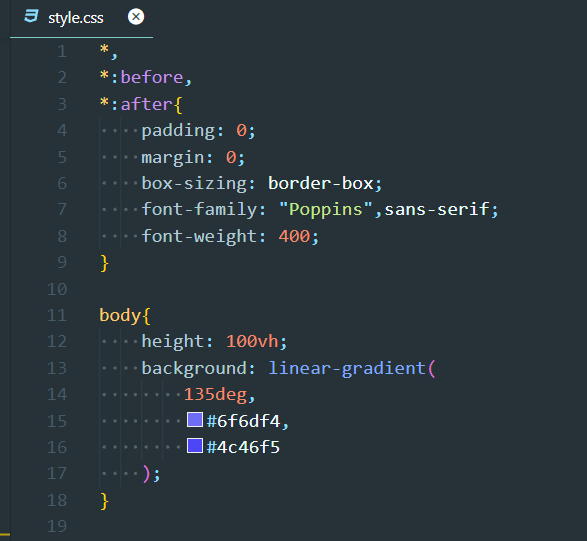 style.css
1 *,
2 *:before,
3 *:after{
4     padding: 0;
5     margin: 0;
6     box-sizing: border-box;
7     font-family: "Poppins",sans-serif;
8     font-weight: 400;
9 }
10
11 body{
12     height: 100vh;
13     background: linear-gradient(
14         135deg,
15         #6f6df4,
16         #4c46f5
17     );
18 }
19